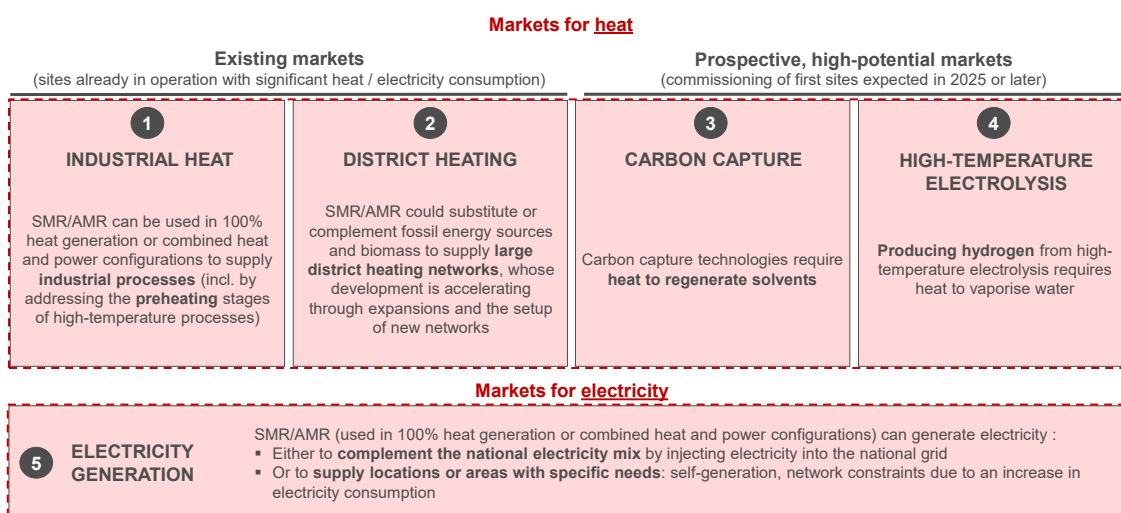 Markets for heat
Existing markets
(sites already in operation with significant heat / electricity consumption)
Prospective, high-potential markets
(commissioning of first sites expected in 2025 or later)
1
INDUSTRIAL HEAT
SMR/AMR can be used in 100%
heat generation or combined heat
and power configurations to supply
industrial processes (incl. by
addressing the preheating stages
of high-temperature processes)
2
DISTRICT HEATING
SMR/AMR could substitute or
complement fossil energy sources
and biomass to supply large
district heating networks, whose
development is accelerating
through expansions and the setup
of new networks
3
CARBON CAPTURE
Carbon capture technologies require
heat to regenerate solvents
4
HIGH-TEMPERATURE
ELECTROLYSIS
Producing hydrogen from high-
temperature electrolysis requires
heat to vaporise water
Markets for electricity
5
ELECTRICITY
GENERATION
SMR/AMR (used in 100% heat generation or combined heat and power configurations) can generate electricity :
▪ Either to complement the national electricity mix by injecting electricity into the national grid
▪ Or to supply locations or areas with specific needs: self-generation, network constraints due to an increase in
electricity consumption